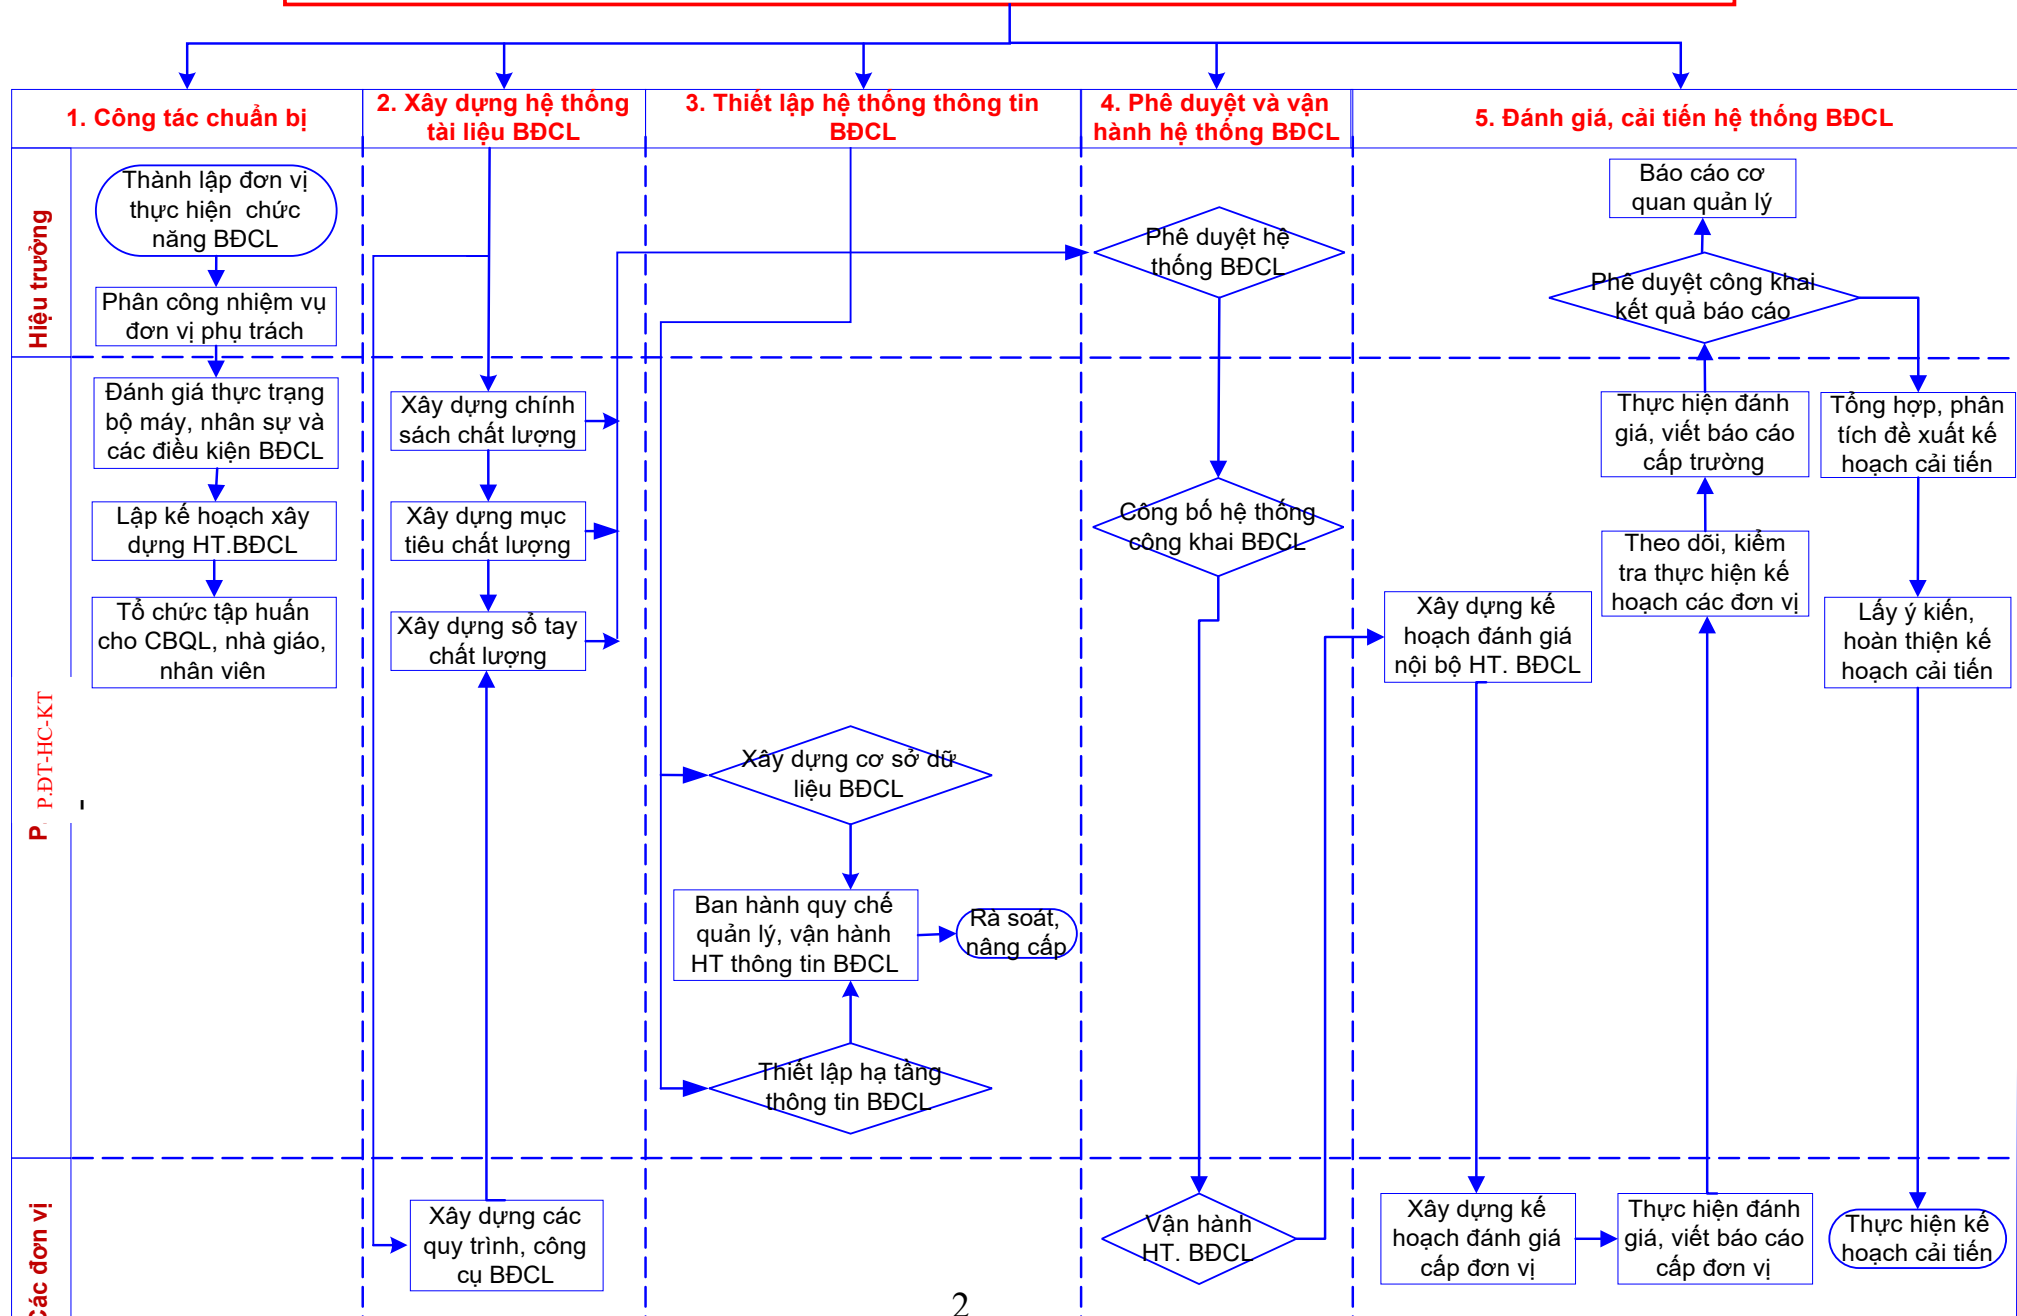 1. Công tác chuẩn bị
2. Xây dựng hệ thống
tài liệu BĐCL
3. Thiết lập hệ thống thông tin
BĐCL
4. Phê duyệt và vận
hành hệ thống BĐCL
5. Đánh giá, cải tiến hệ thống BĐCL
Hiệu trưởng
Thành lập đơn vị
thực hiện chức
năng BĐCL
Phân công nhiệm vụ
đơn vị phụ trách
Phê duyệt hệ
thống BĐCL
Báo cáo cơ
quan quản lý
Phê duyệt công khai
kết quả báo cáo
P
P.ĐT-HC-KT
Đánh giá thực trạng
bộ máy, nhân sự và
các điều kiện BĐCL
Lập kế hoạch xây
dựng HT.BĐCL
Tổ chức tập huấn
cho CBQL, nhà giáo,
nhân viên
Xây dựng chính
sách chất lượng
Xây dựng mục
tiêu chất lượng
Xây dựng sổ tay
chất lượng
Xây dựng cơ sở dữ
liệu BĐCL
Ban hành quy chế
quản lý, vận hành
HT thông tin BĐCL
Rà soát,
nâng cấp
Thiết lập hạ tầng
thông tin BĐCL
Công bố hệ thống
công khai BĐCL
Xây dựng kế
hoạch đánh giá
nội bộ HT. BĐCL
Thực hiện đánh
giá, viết báo cáo
cấp trường
Theo dõi, kiểm
tra thực hiện kế
hoạch các đơn vị
Tổng hợp, phân
tích đề xuất kế
hoạch cải tiến
Lấy ý kiến,
hoàn thiện kế
hoạch cải tiến
Các đơn vị
Xây dựng các
quy trình, công
cụ BĐCL
Vận hành
HT. BĐCL
Xây dựng kế
hoạch đánh giá
cấp đơn vị
Thực hiện đánh
giá, viết báo cáo
cấp đơn vị
Thực hiện kế
hoạch cải tiến
2